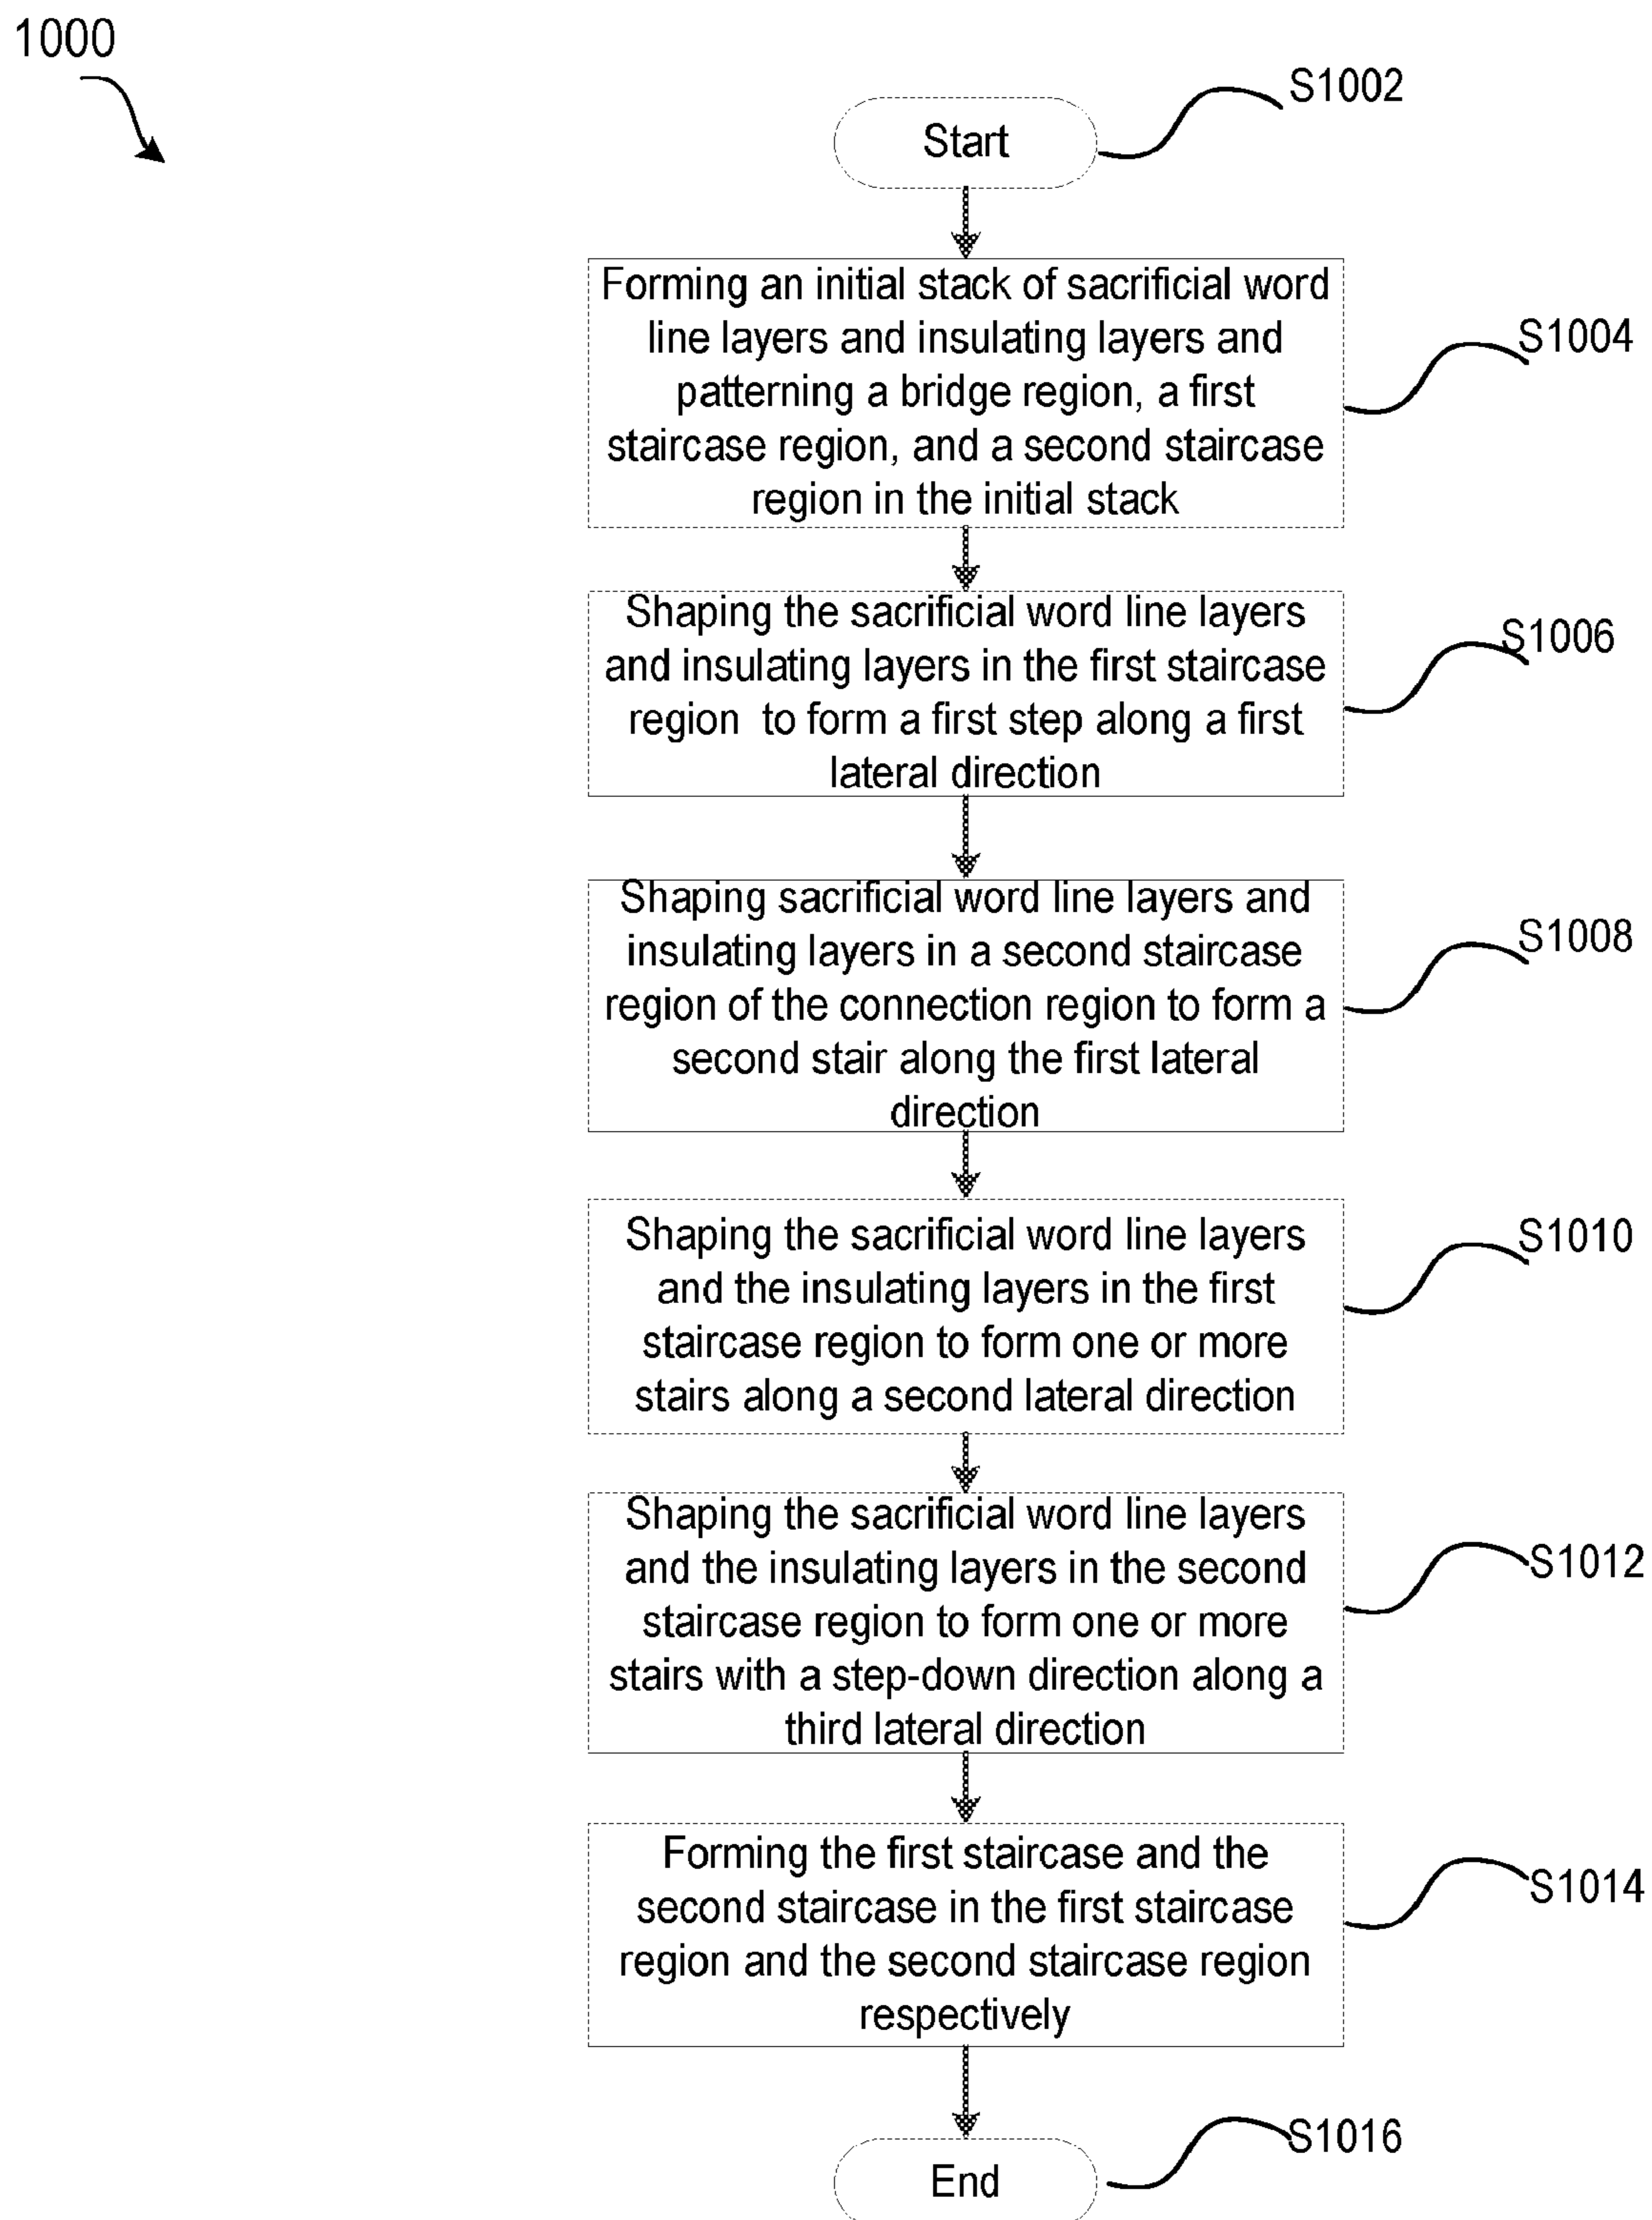 1000
S1002
Start
Forming an initial stack of sacrificial word
line layers and insulating layers and
patterning a bridge region, a first
staircase region, and a second staircase
region in the initial stack
S1004
Shaping the sacrificial word line layers
and insulating layers in the first staircase
region to form a first step along a first
lateral direction
S1006
Shaping sacrificial word line layers and
insulating layers in a second staircase
region of the connection region to form a
second stair along the first lateral
direction
S1008
Shaping the sacrificial word line layers
and the insulating layers in the first
staircase region to form one or more
stairs along a second lateral direction
S1010
Shaping the sacrificial word line layers
and the insulating layers in the second
staircase region to form one or more
stairs with a step-down direction along a
third lateral direction
S1012
Forming the first staircase and the
second staircase in the first staircase
region and the second staircase region
respectively
S1014
End
S1016